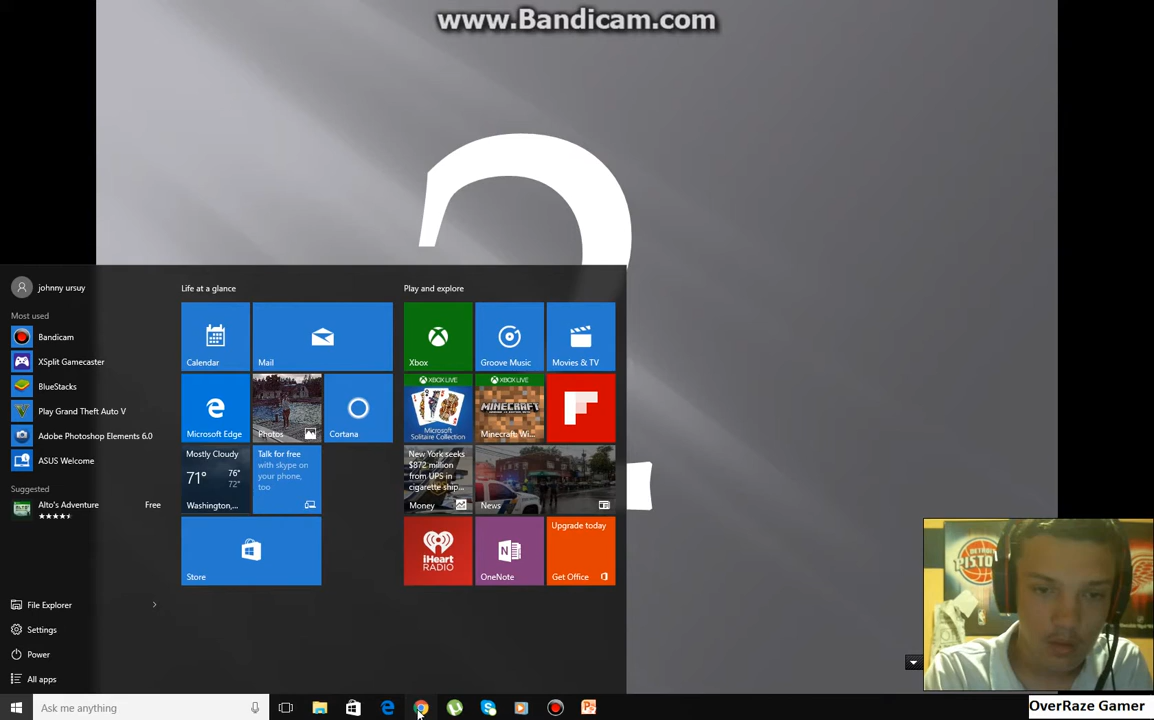 www.Bandicam.com
?
johnny ursuy
Most used
Bandicam
XSplit Gamecaster
BlueStacks
Play Grand Theft Auto V
Adobe Photoshop Elements 6.0
ASUS Welcome
Suggested
Alto's Adventure
Free
File Explorer
Settings
Power
All apps
Life at a glance
Calendar
Mail
Microsoft Edge
Photos
Cortana
Mostly Cloudy
71°
76°
72°
Washington,...
Talk for free
with skype on
your phone,
too
Store
Play and explore
Xbox
Groove Music
Movies & TV
XBOX LIVE
Microsoft
Solitaire Collection
XBOX LIVE
MINECRAFT
Minecraft: Wi...
New York seeks
$872 million
from UPS in
cigarette ship...
Money
News
iHeart
RADIO
OneNote
Upgrade today
Get Office
Ask me anything
DETROIT
PISTONS
OverRaze Gamer